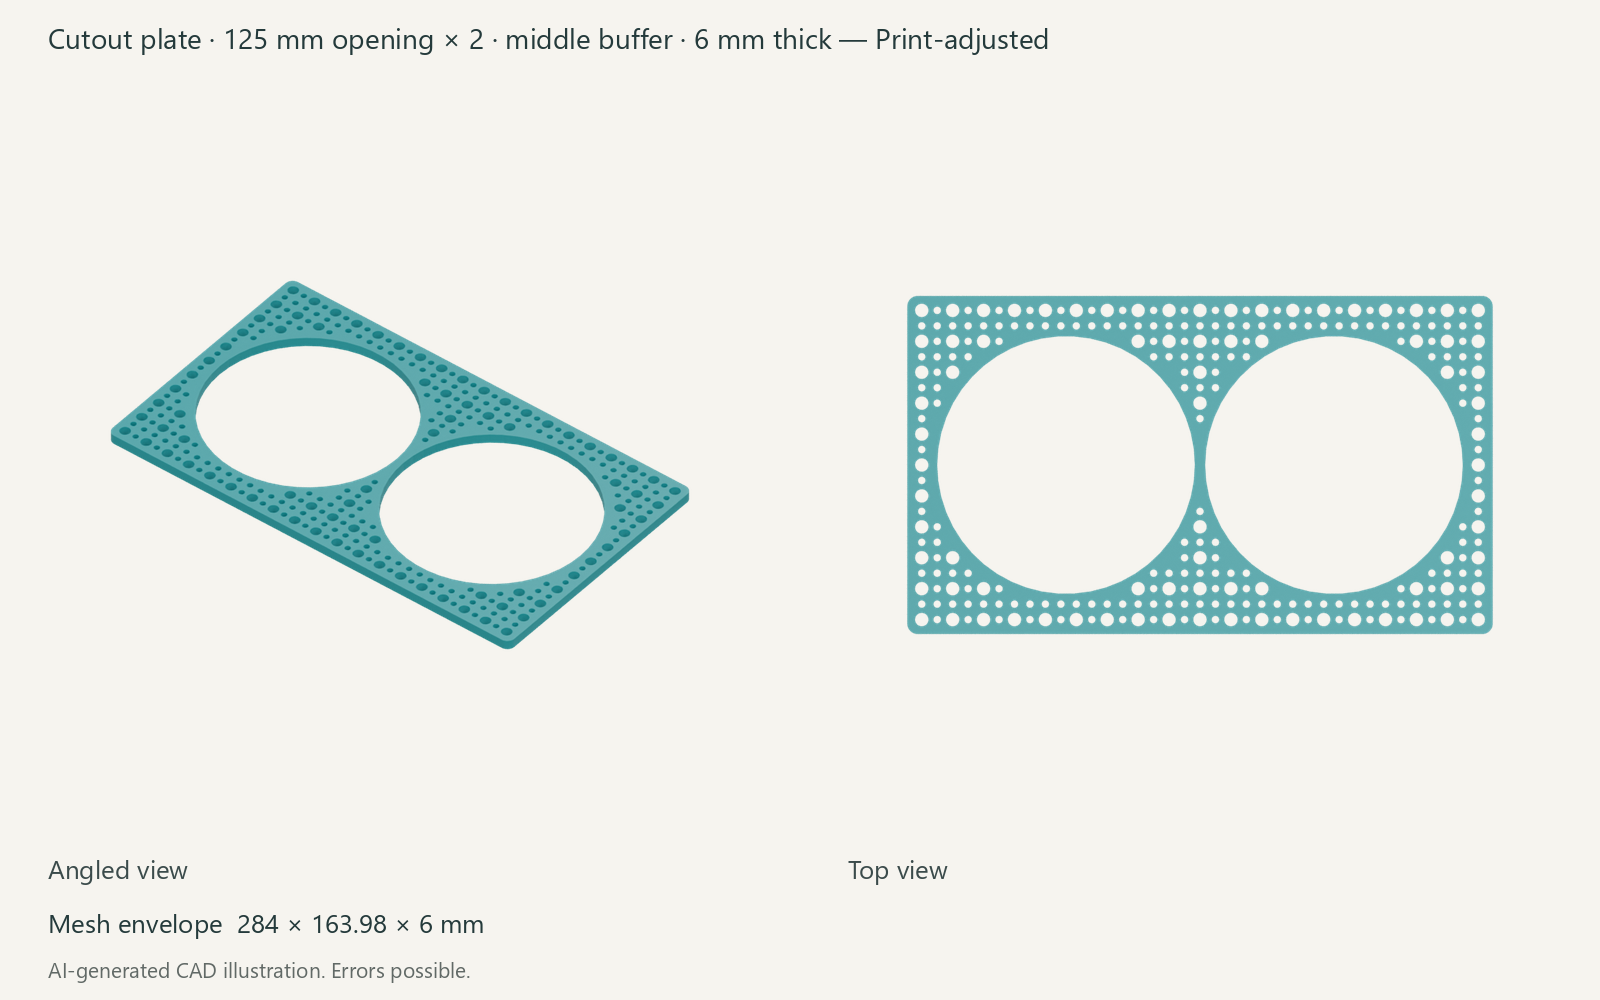 Cutout plate · 125 mm opening × 2 · middle buffer · 6 mm thick — Print-adjusted
Angled view
Top view
Mesh envelope 284 × 163.98 × 6 mm
AI-generated CAD illustration. Errors possible.